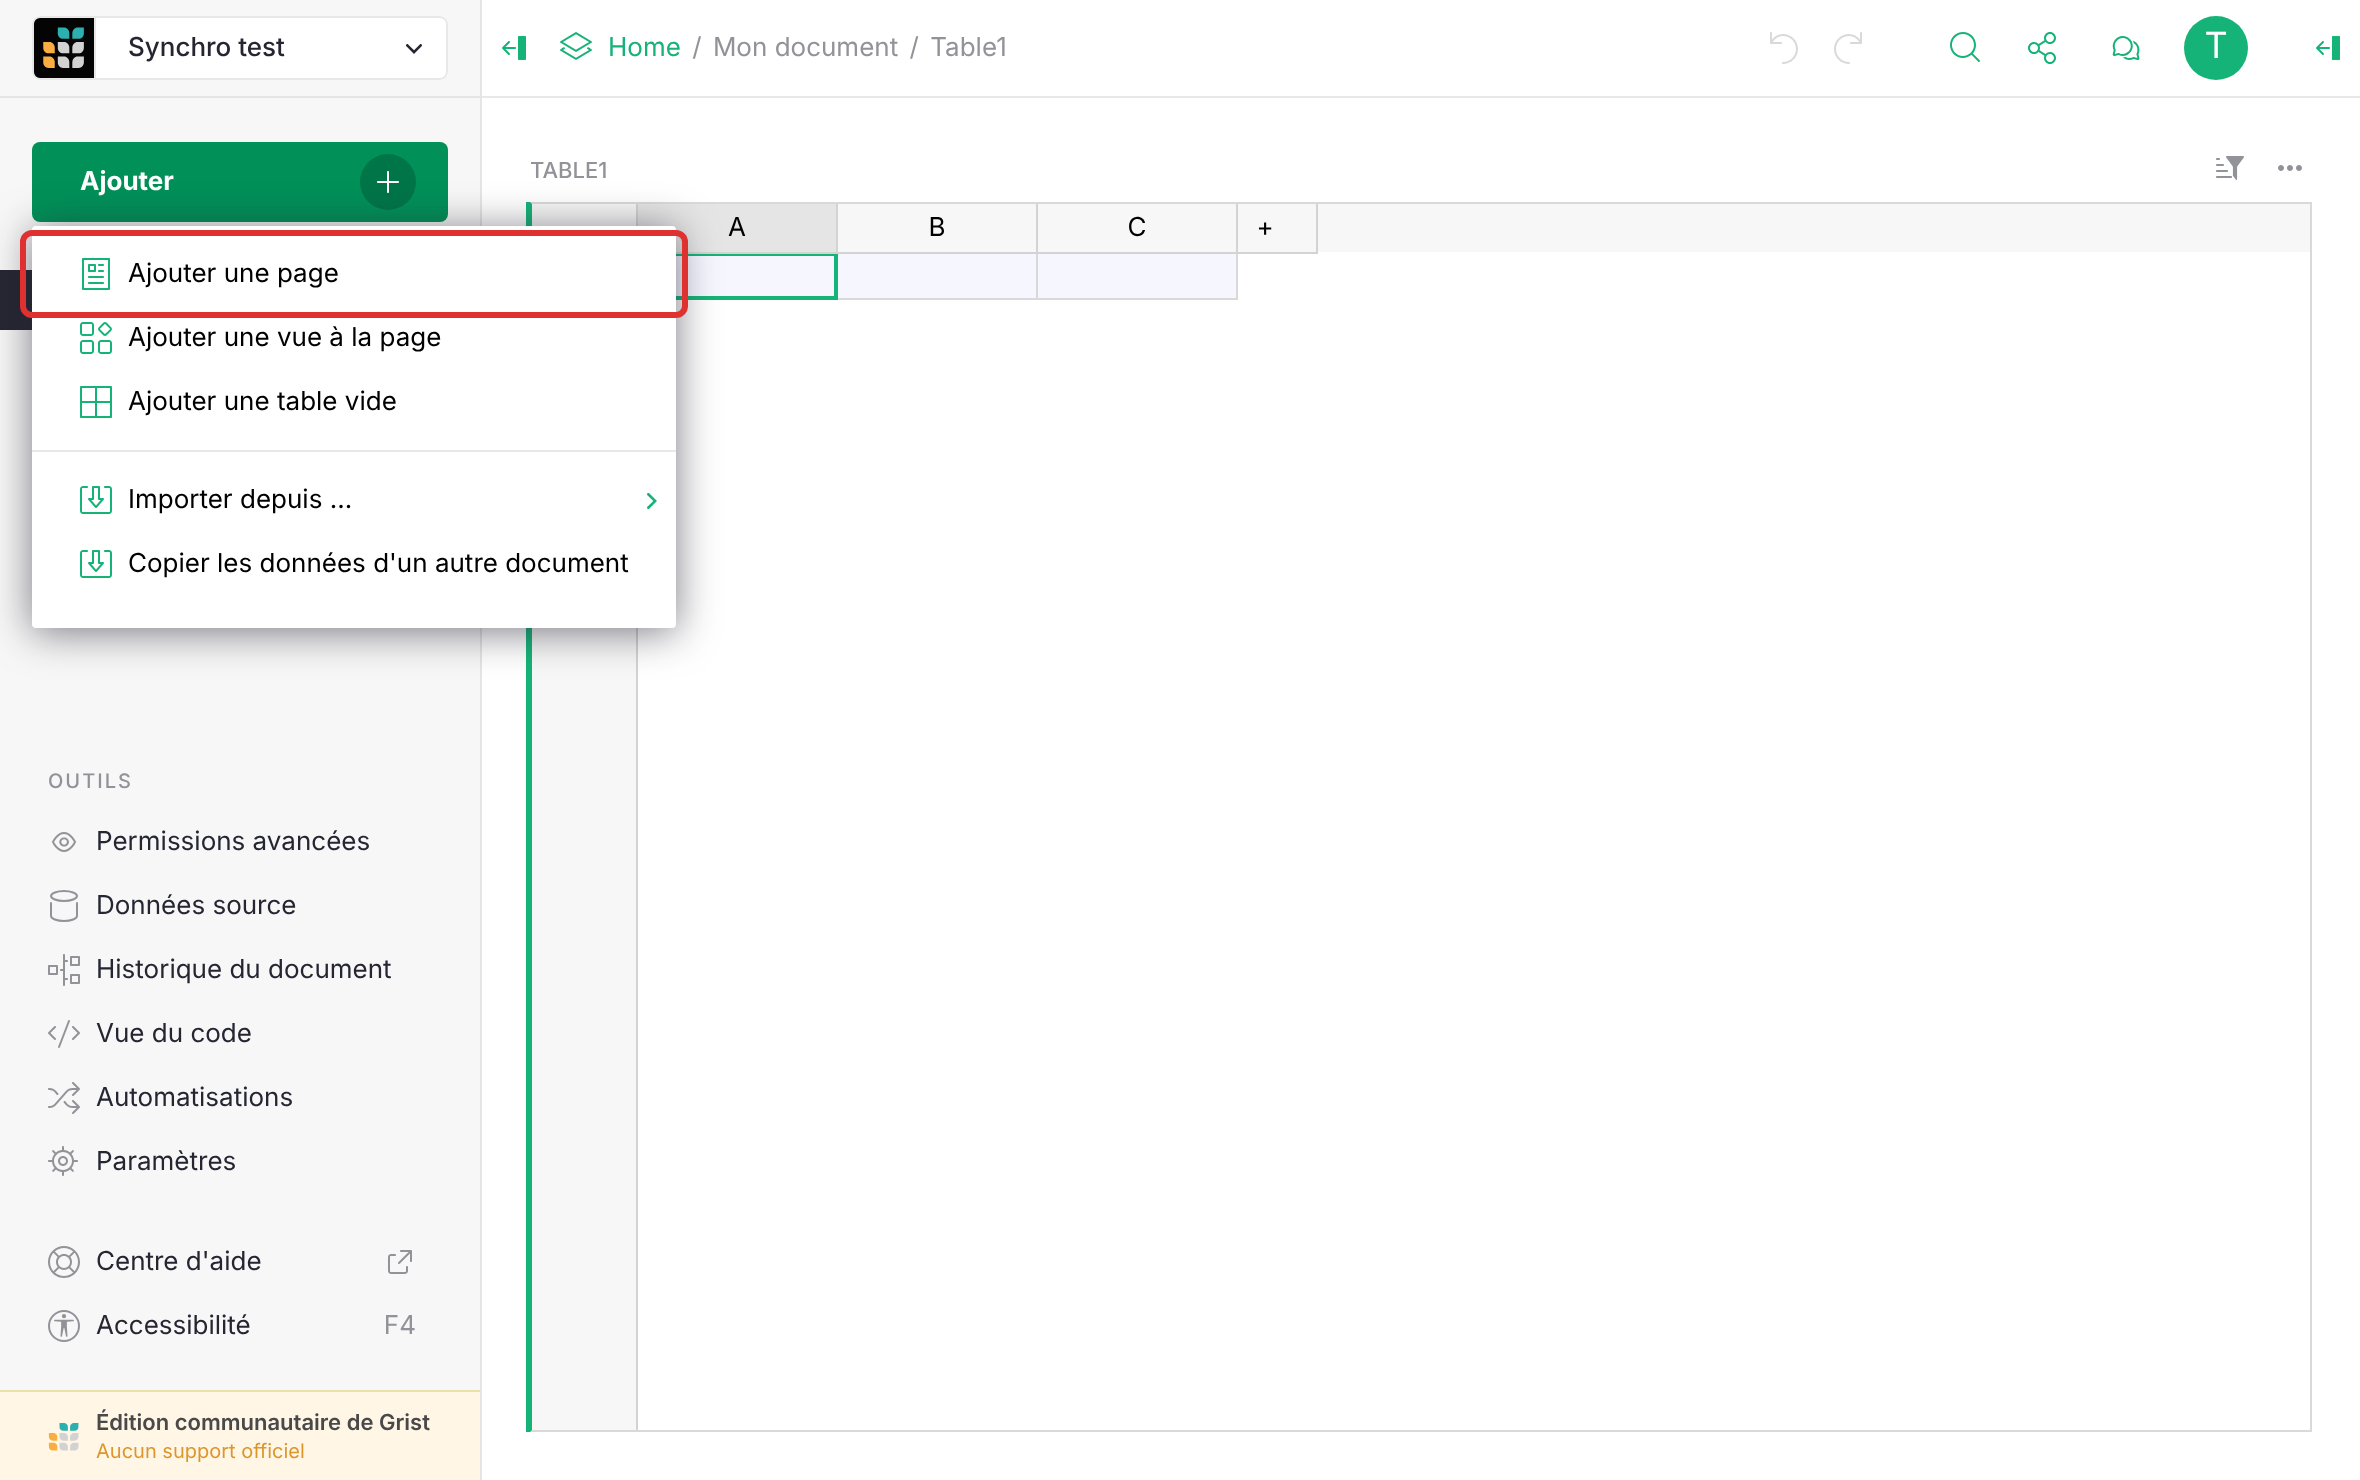 Synchro test
Home / Mon document / Table1
T
Ajouter
TABLE1
A B C +
Ajouter une page
Ajouter une vue à la page
Ajouter une table vide
Importer depuis ...
Copier les données d'un autre document
OUTILS
Permissions avancées
Données source
Historique du document
Vue du code
Automatisations
Paramètres
Centre d'aide
Accessibilité F4
Édition communautaire de Grist
Aucun support officiel